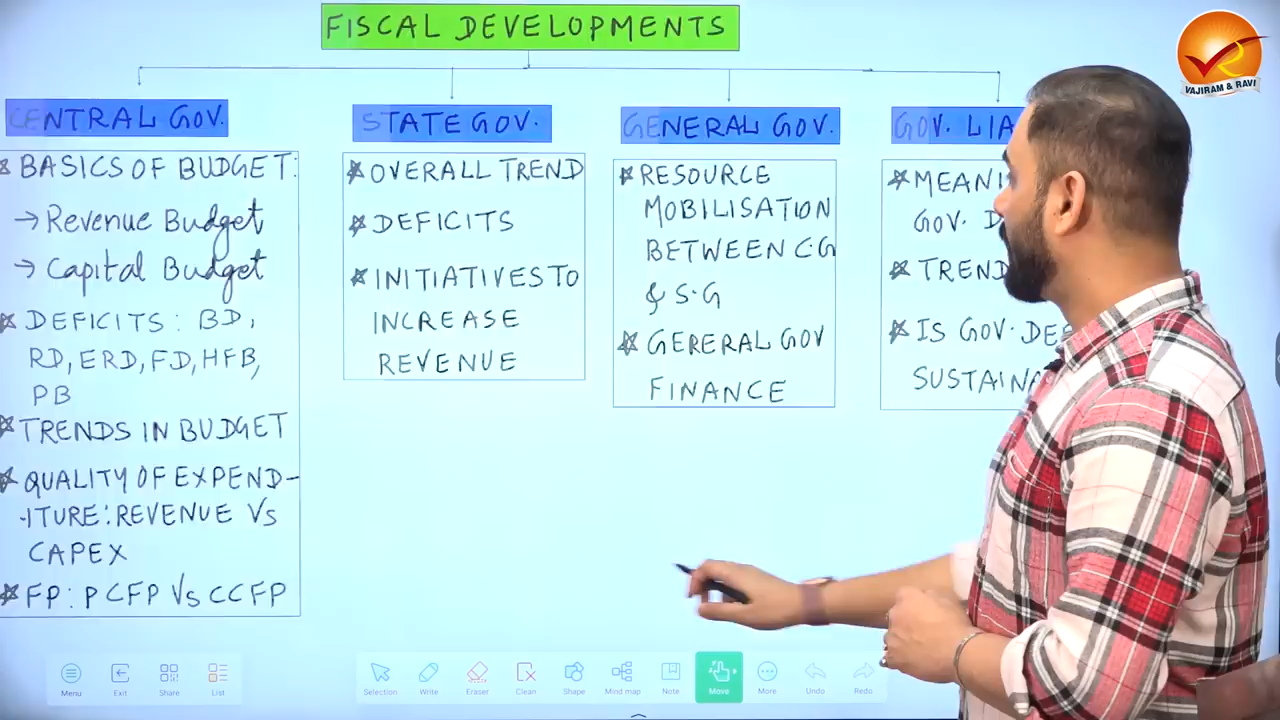 FISCAL DEVELOPMENTS
VAJIRAM & RAVI
CENTRAL GOV.
☆ BASICS OF BUDGET:
→ Revenue Budget
→ Capital Budget
☆ DEFICITS: BD,
RD, ERD, FD, HFB,
PB
☆ TRENDS IN BUDGET
☆ QUALITY OF EXPEND-
-ITURE: REVENUE Vs
CAPEX
☆ FP: PCFP Vs CCFP
STATE GOV.
☆ OVERALL TREND
☆ DEFICITS
☆ INITIATIVES TO
INCREASE
REVENUE
GENERAL GOV.
☆ RESOURCE
MOBILISATION
BETWEEN C.G
& S.G
☆ GERERAL GOV
FINANCE
GOV. LIA
☆ MEANI
GOV. D
☆ TREND
☆ IS GOV. DE
SUSTAINA
Menu
Exit
Share
List
Selection
Write
Eraser
Clean
Shape
Mind map
Note
Move
More
Undo
Redo